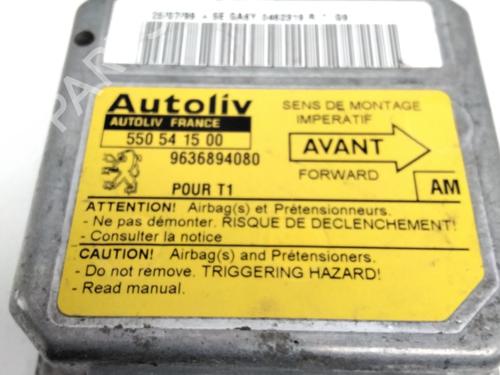 Autoliv
AUTOLIV FRANCE
550 54 15 00
9636894080
POUR T1
SENS DE MONTAGE
IMPERATIF
AVANT
FORWARD
AM
ATTENTION! Airbag(s) et Prétensionneurs.
- Ne pas démonter. RISQUE DE DECLENCHEMENT!
- Consulter la notice
CAUTION! Airbag(s) and Pretensioners.
- Do not remove. TRIGGERING HAZARD!
- Read manual.